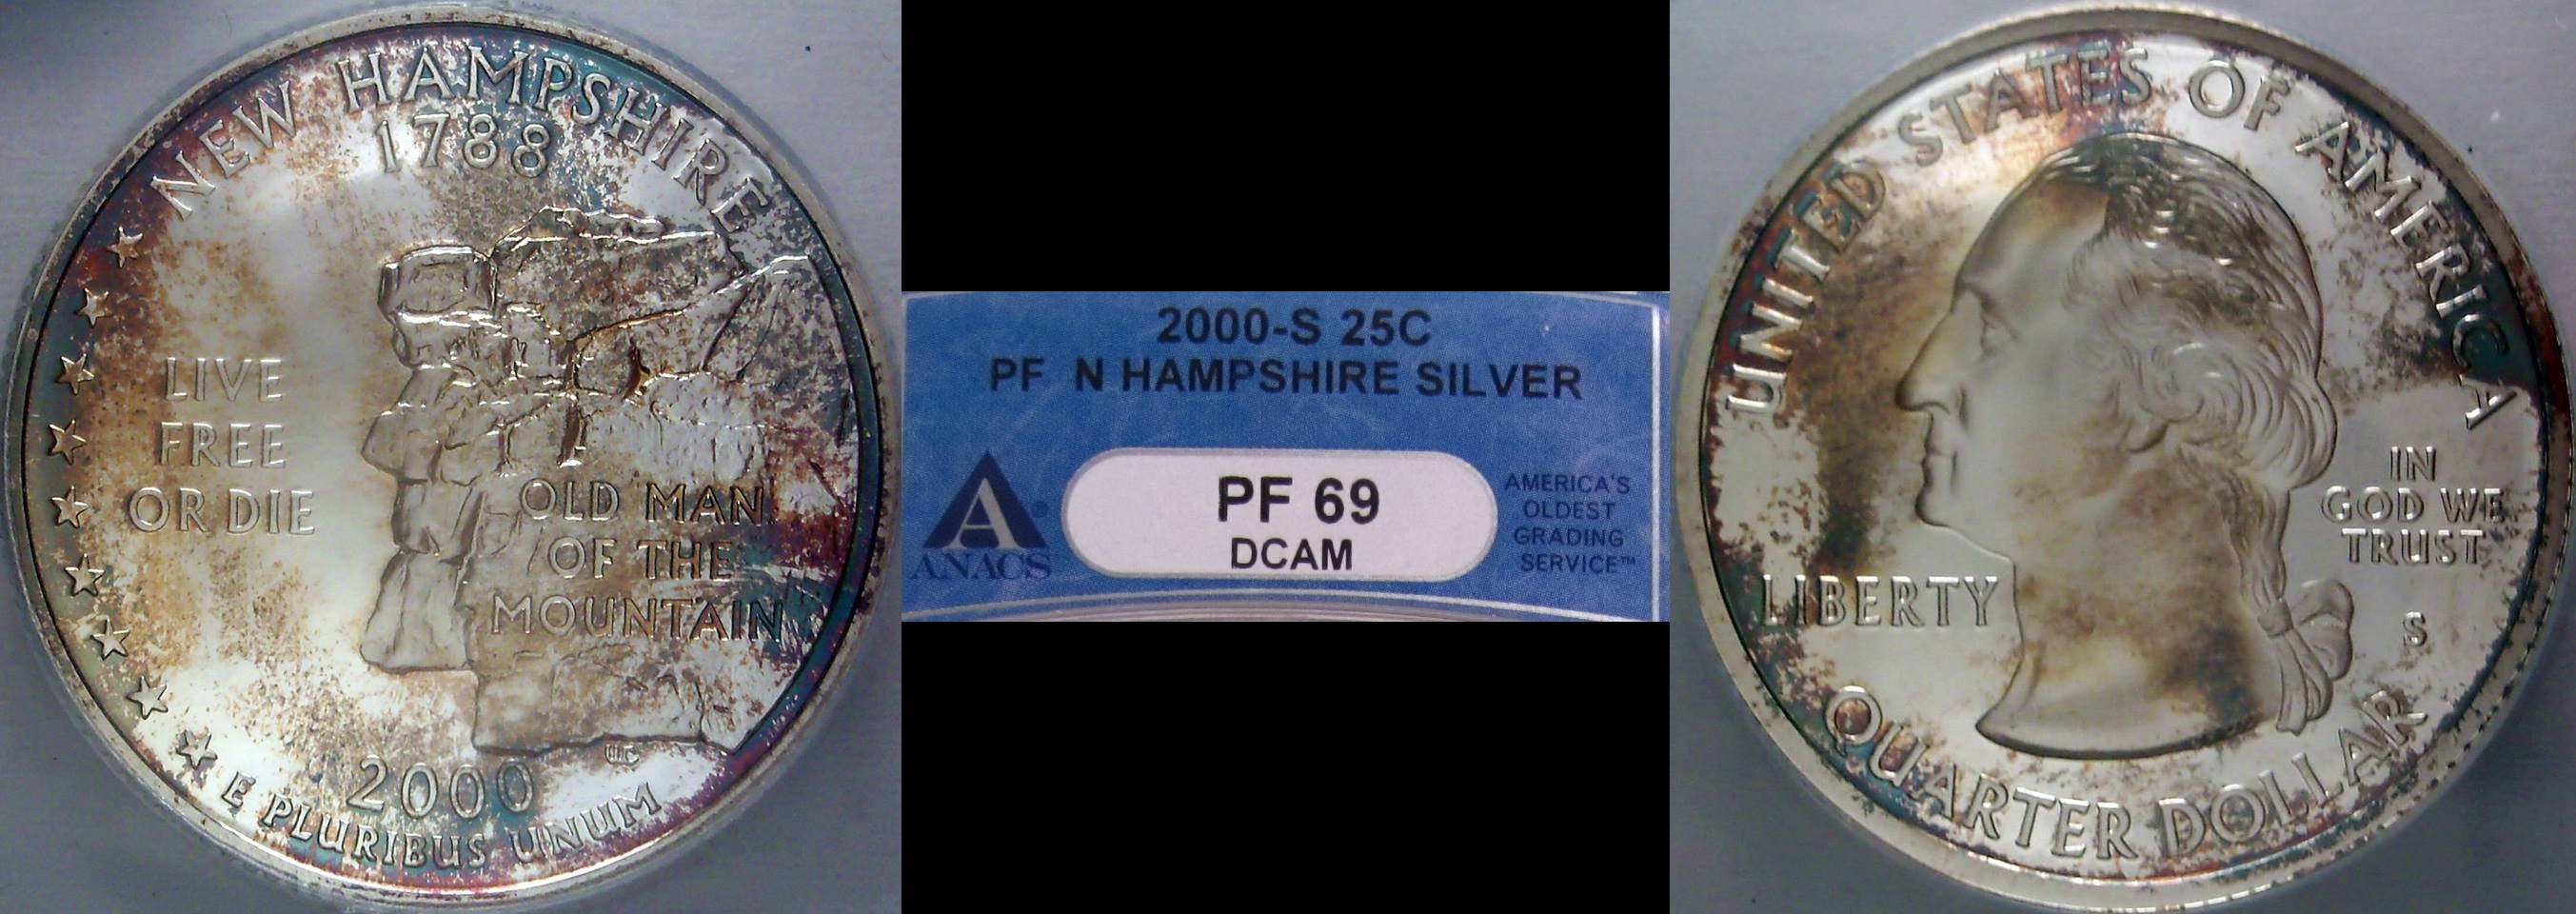 NEW HAMPSHIRE
1788
LIVE
FREE
OR DIE
OLD MAN
OF THE
MOUNTAIN
WC
2000
E PLURIBUS UNUM
2000-S 25C
PF N HAMPSHIRE SILVER
PF 69
DCAM
ANACS®
AMERICA'S
OLDEST
GRADING
SERVICE™
UNITED STATES OF AMERICA
IN
GOD WE
TRUST
LIBERTY
S
QUARTER DOLLAR